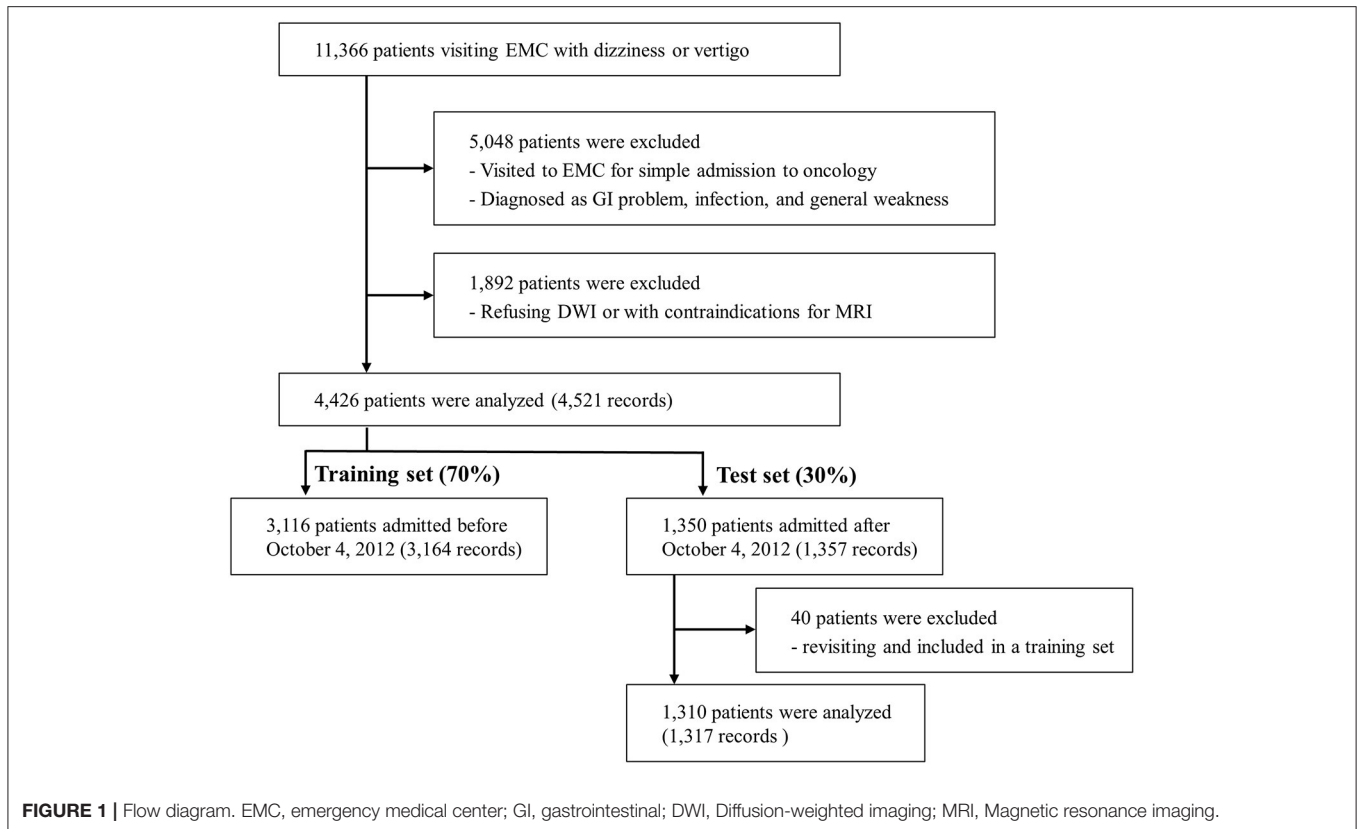 11,366 patients visiting EMC with dizziness or vertigo
5,048 patients were excluded
- Visited to EMC for simple admission to oncology
- Diagnosed as GI problem, infection, and general weakness
1,892 patients were excluded
- Refusing DWI or with contraindications for MRI
4,426 patients were analyzed (4,521 records)
Training set (70%)
Test set (30%)
3,116 patients admitted before
October 4, 2012 (3,164 records)
1,350 patients admitted after
October 4, 2012 (1,357 records)
40 patients were excluded
- revisiting and included in a training set
1,310 patients were analyzed
(1,317 records )
FIGURE 1 | Flow diagram. EMC, emergency medical center; GI, gastrointestinal; DWI, Diffusion-weighted imaging; MRI, Magnetic resonance imaging.